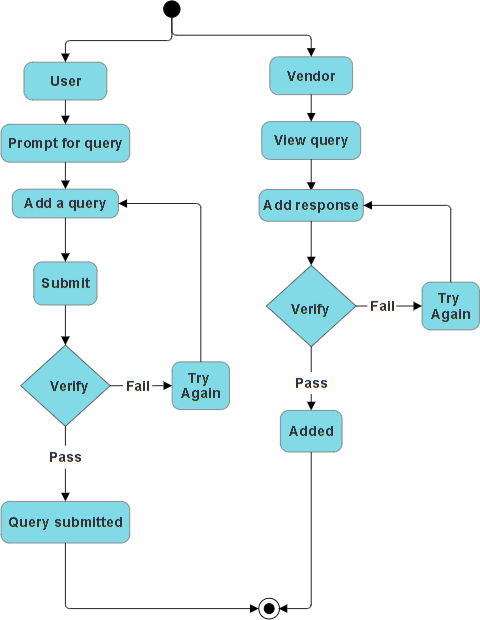 User
Vendor
Prompt for query
View query
Add a query
Add response
Submit
Verify
Fail
Try
Again
Verify
Fail
Try
Again
Pass
Pass
Added
Query submitted